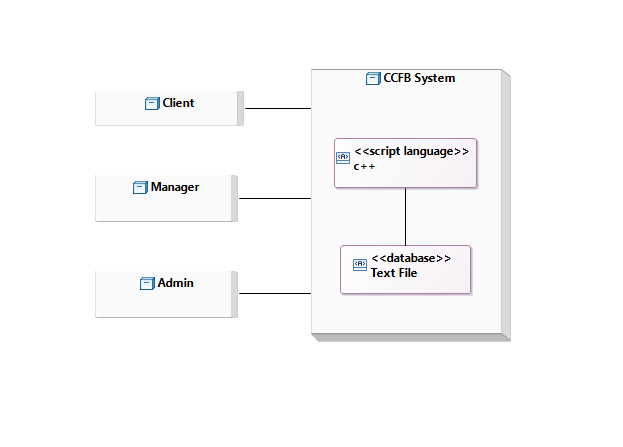 CCFB System
Client
<<script language>>
c++
Manager
<<database>>
Text File
Admin